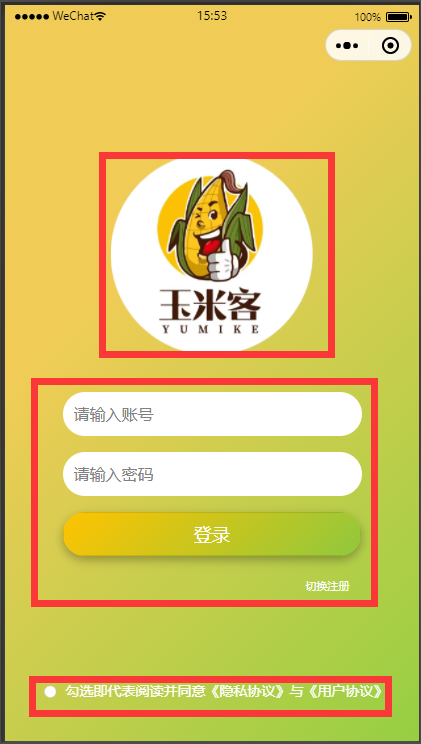 ●●●●● WeChat 15:53 100%
玉米客
YUMIKE
请输入账号
请输入密码
登录
切换注册
勾选即代表阅读并同意《隐私协议》与《用户协议》